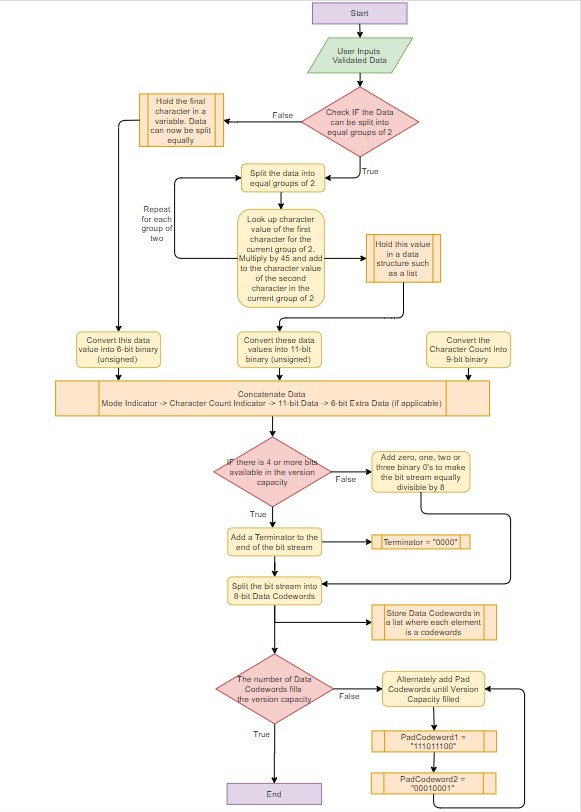 Start
User Inputs
Validated Data
Check IF the Data
can be split into
equal groups of 2
False
Hold the final
character in a
variable. Data
can now be split
equally
True
Split the data into
equal groups of 2
Repeat
for each
group of
two
Look up character
value of the first
character for the
current group of 2.
Multiply by 45 and add
to the character value
of the second
character in the
current group of 2
Hold this value
in a data
structure such
as a list
Convert this data
value into 6-bit binary
(unsigned)
Convert these data
values into 11-bit
binary (unsigned)
Convert the
Character Count into
9-bit binary
Concatenate Data
Mode Indicator -> Character Count Indicator -> 11-bit Data -> 6-bit Extra Data (if applicable)
IF there is 4 or more bits
available in the version
capacity
False
Add zero, one, two or
three binary 0's to make
the bit stream equally
divisible by 8
True
Add a Terminator to the
end of the bit stream
Terminator = "0000"
Split the bit stream into
8-bit Data Codewords
Store Data Codewords in
a list where each element
is a codewords
The number of Data
Codewords fills
the version capacity
False
Alternately add Pad
Codewords until Version
Capacity filled
True
PadCodeword1 =
"111011100"
PadCodeword2 =
"00010001"
End